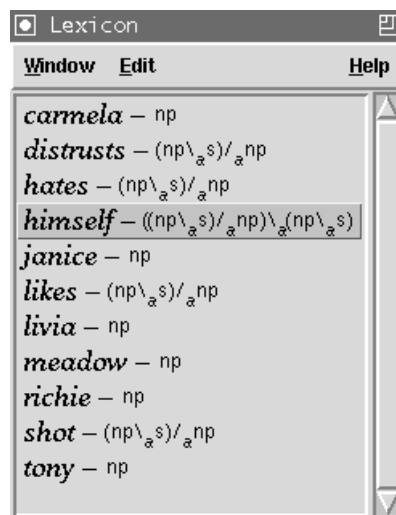 Lexicon
Window Edit Help
carmela – np
distrusts – (np\ₐs)/ₐnp
hates – (np\ₐs)/ₐnp
himself – ((np\ₐs)/ₐnp)\ₐ(np\ₐs)
janice – np
likes – (np\ₐs)/ₐnp
livia – np
meadow – np
richie – np
shot – (np\ₐs)/ₐnp
tony – np